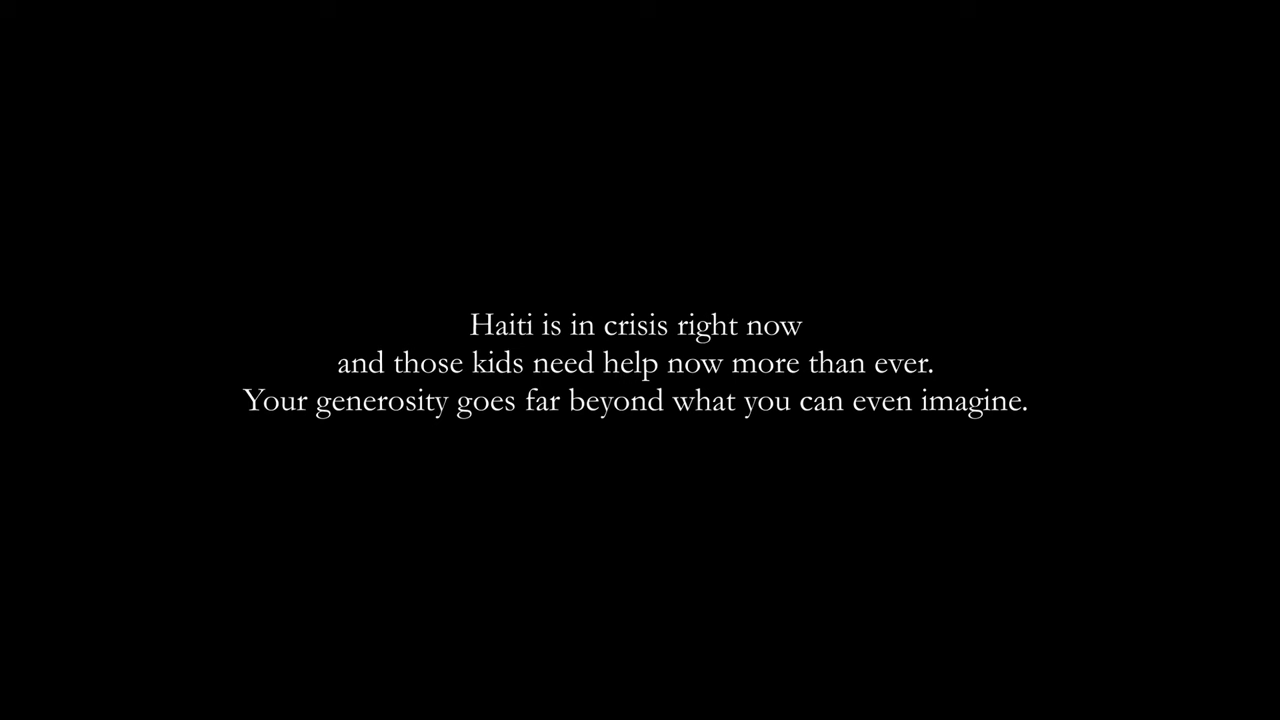 Haiti is in crisis right now
and those kids need help now more than ever.
Your generosity goes far beyond what you can even imagine.